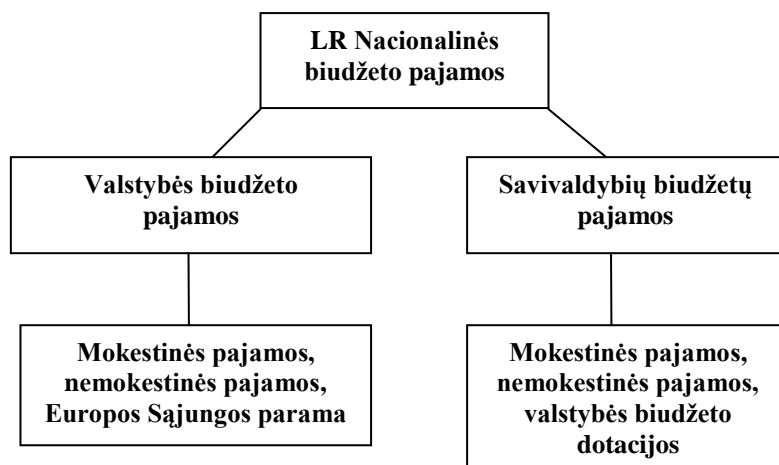 LR Nacionalinės
biudžeto pajamos
Valstybės biudžeto
pajamos
Savivaldybių biudžetų
pajamos
Mokestinės pajamos,
nemokestinės pajamos,
Europos Sąjungos parama
Mokestinės pajamos,
nemokestinės pajamos,
valstybės biudžeto
dotacijos